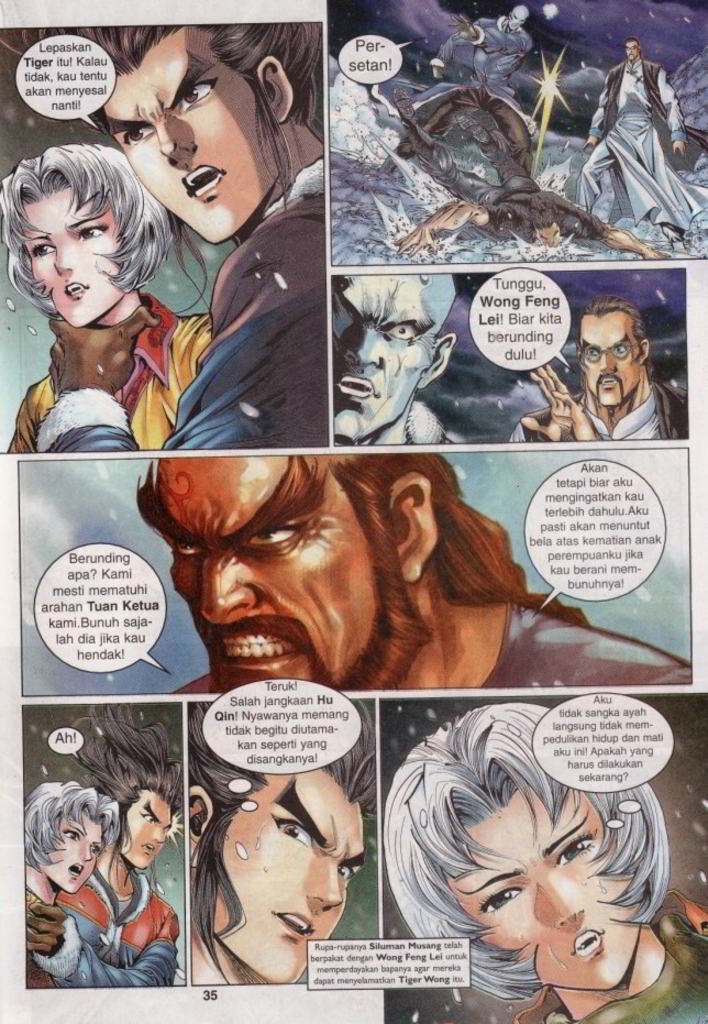 Lepaskan
Tiger itu! Kalau
tidak, kau tentu
akan menyesal
nanti!
Per-
setan!
Tunggu,
Wong Feng
Lei! Biar kita
berunding
dulu!
Berunding
apa? Kami
mesti mematuhi
arahan Tuan Ketua
kami.Bunuh saja-
lah dia jika kau
hendak!
Akan
tetapi biar aku
mengingatkan kau
terlebih dahulu.Aku
pasti akan menuntut
bela atas kematian anak
perempuanku jika
kau berani mem-
bunuhnya!
Ah!
Teruk!
Salah jangkaan Hu
Qin! Nyawanya memang
tidak begitu diutama-
kan seperti yang
disangkanya!
Aku
tidak sangka ayah
langsung tidak mem-
pedulikan hidup dan mati
aku ini! Apakah yang
harus dilakukan
sekarang?
Rupa-rupanya Siluman Musang telah
berpakat dengan Wong Feng Lei untuk
memperdayakan bapanya agar mereka
dapat menyelamatkan Tiger Wong itu.
35